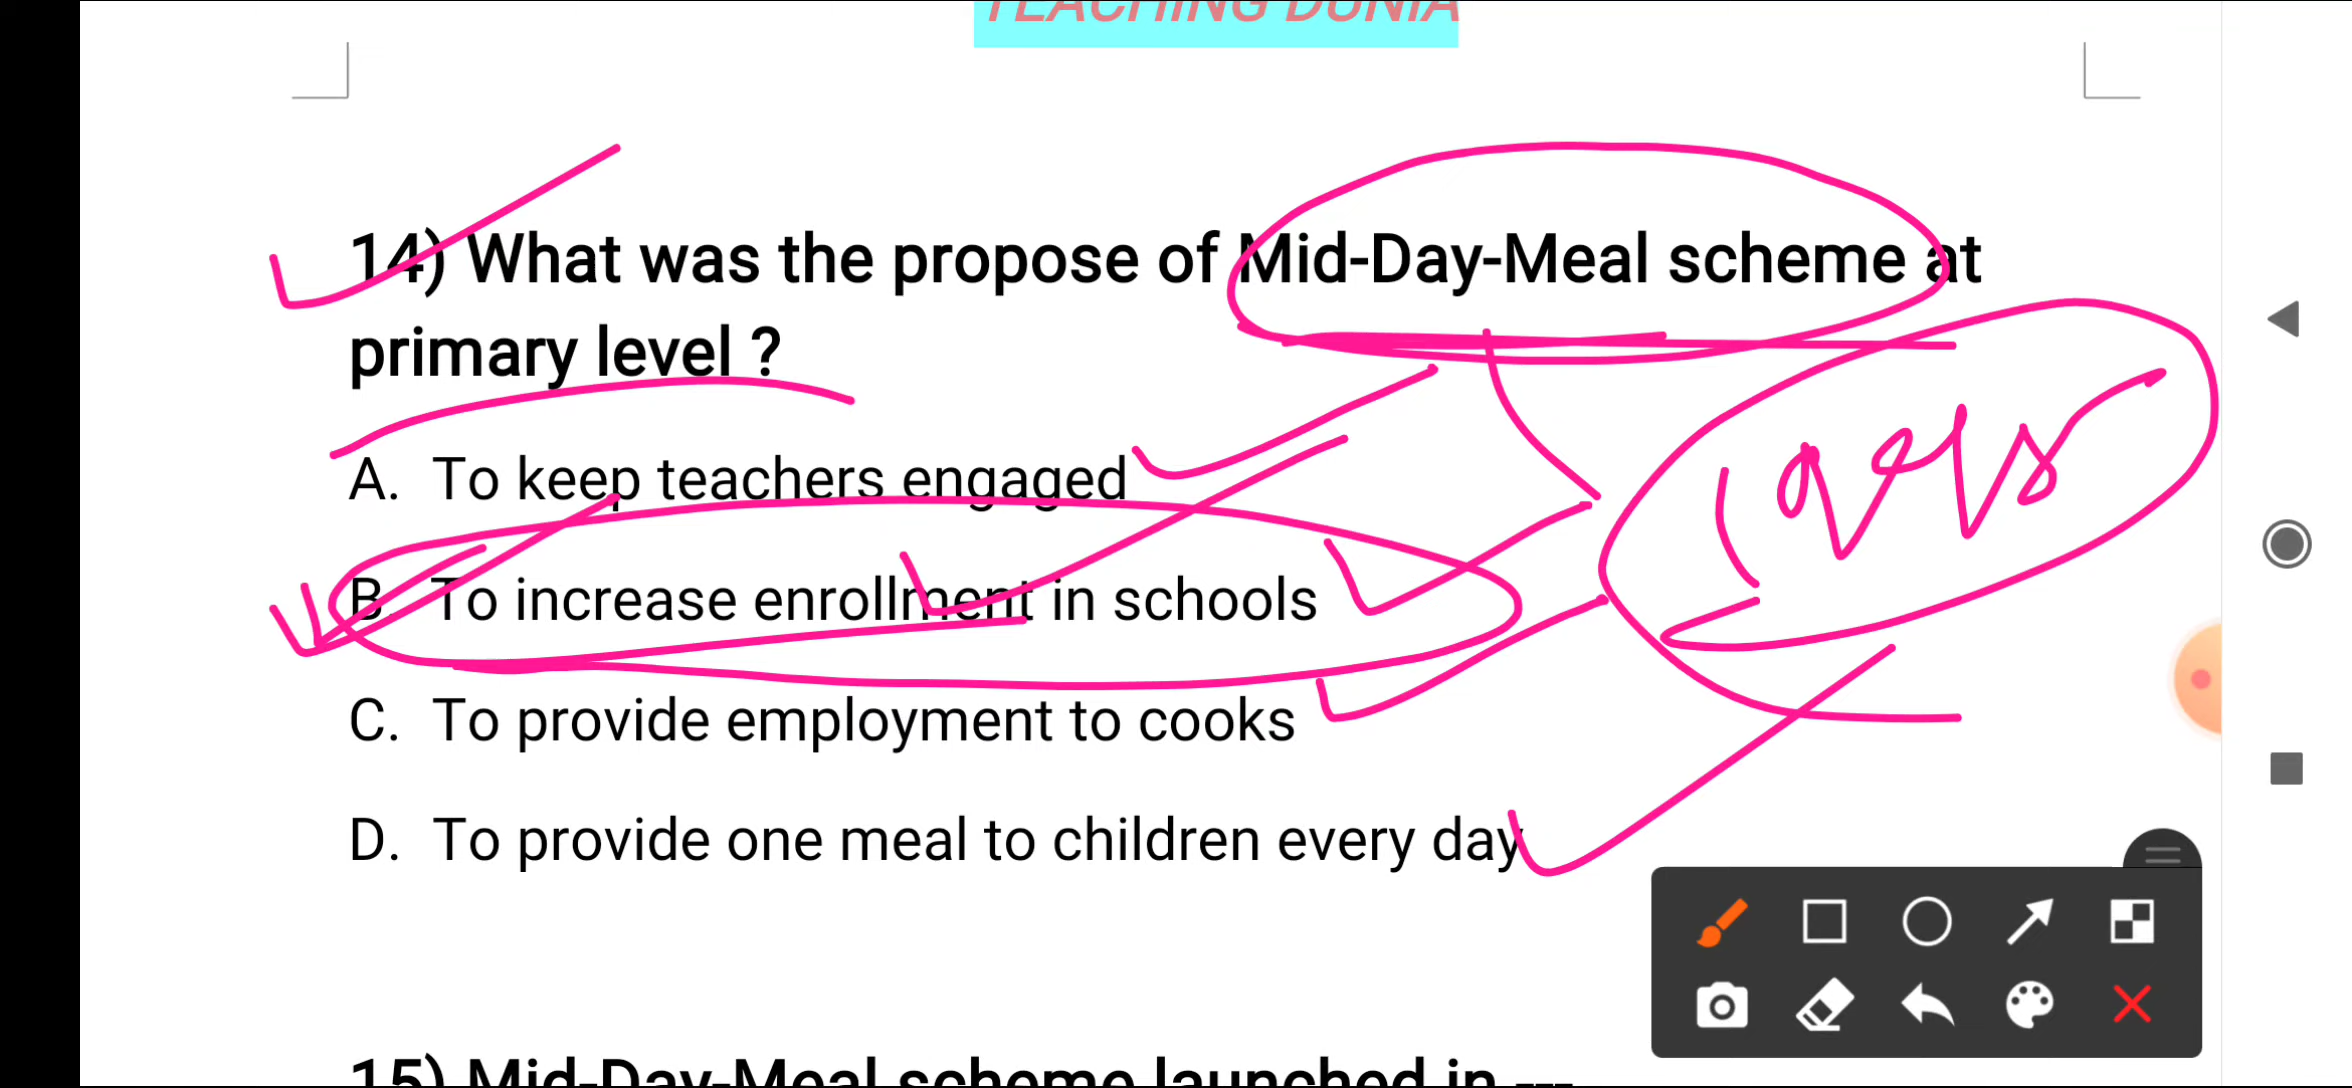 TEACHING DUNIA
14) What was the propose of Mid-Day-Meal scheme at
primary level ?
A. To keep teachers engaged
B To increase enrollment in schools
C. To provide employment to cooks
D. To provide one meal to children every day
15) Mid-Day-Meal scheme launched in ---